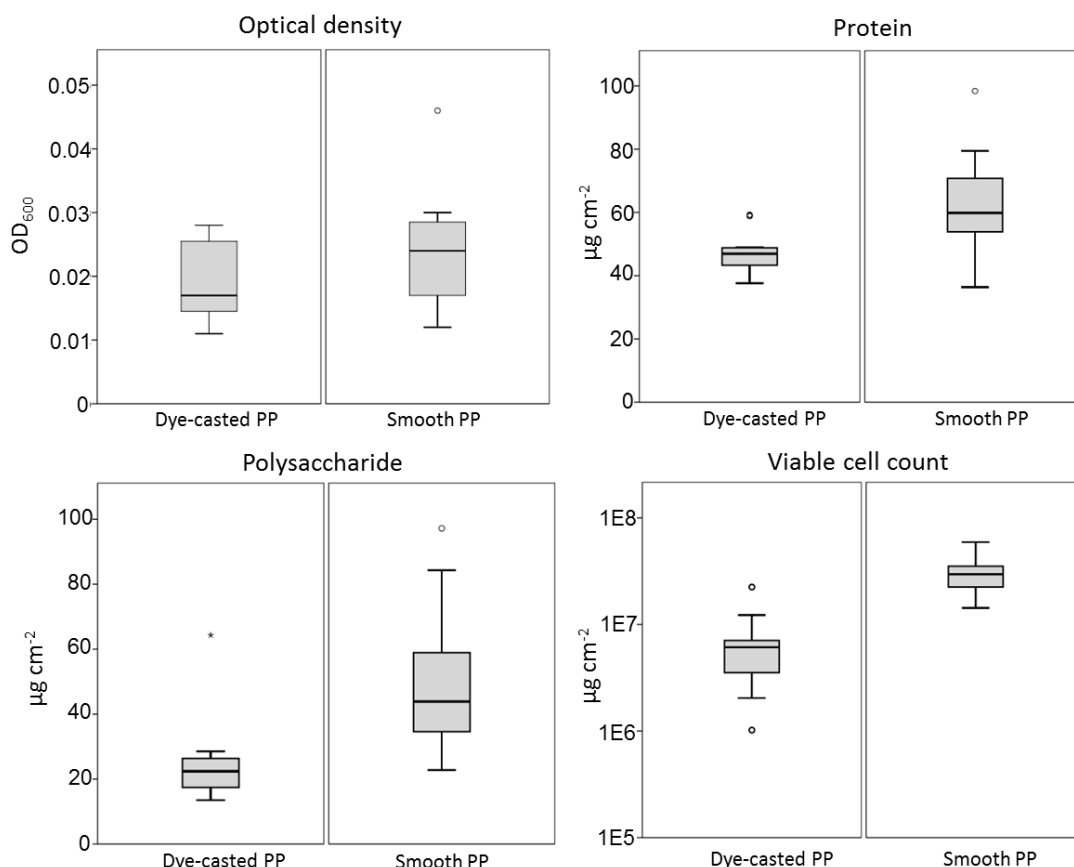 Optical density
0.05
0.04
0.03
0.02
0.01
0
OD₆₀₀
Dye-casted PP
Smooth PP
Protein
100
80
60
40
20
0
µg cm⁻²
Dye-casted PP
Smooth PP
Polysaccharide
100
80
60
40
20
0
µg cm⁻²
Dye-casted PP
Smooth PP
Viable cell count
1E8
1E7
1E6
1E5
µg cm⁻²
Dye-casted PP
Smooth PP